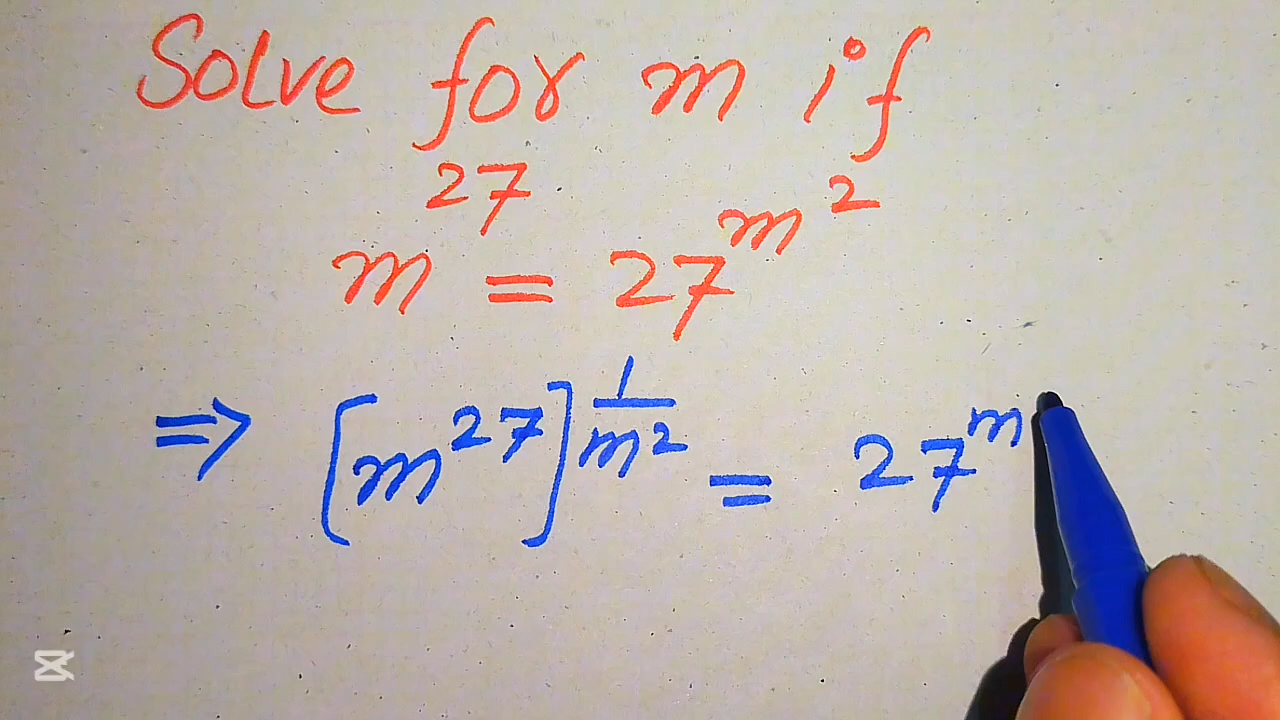 Solve for m if
m^27 = 27^m^2
⇒ [m^27]^1/m^2 = 27^m